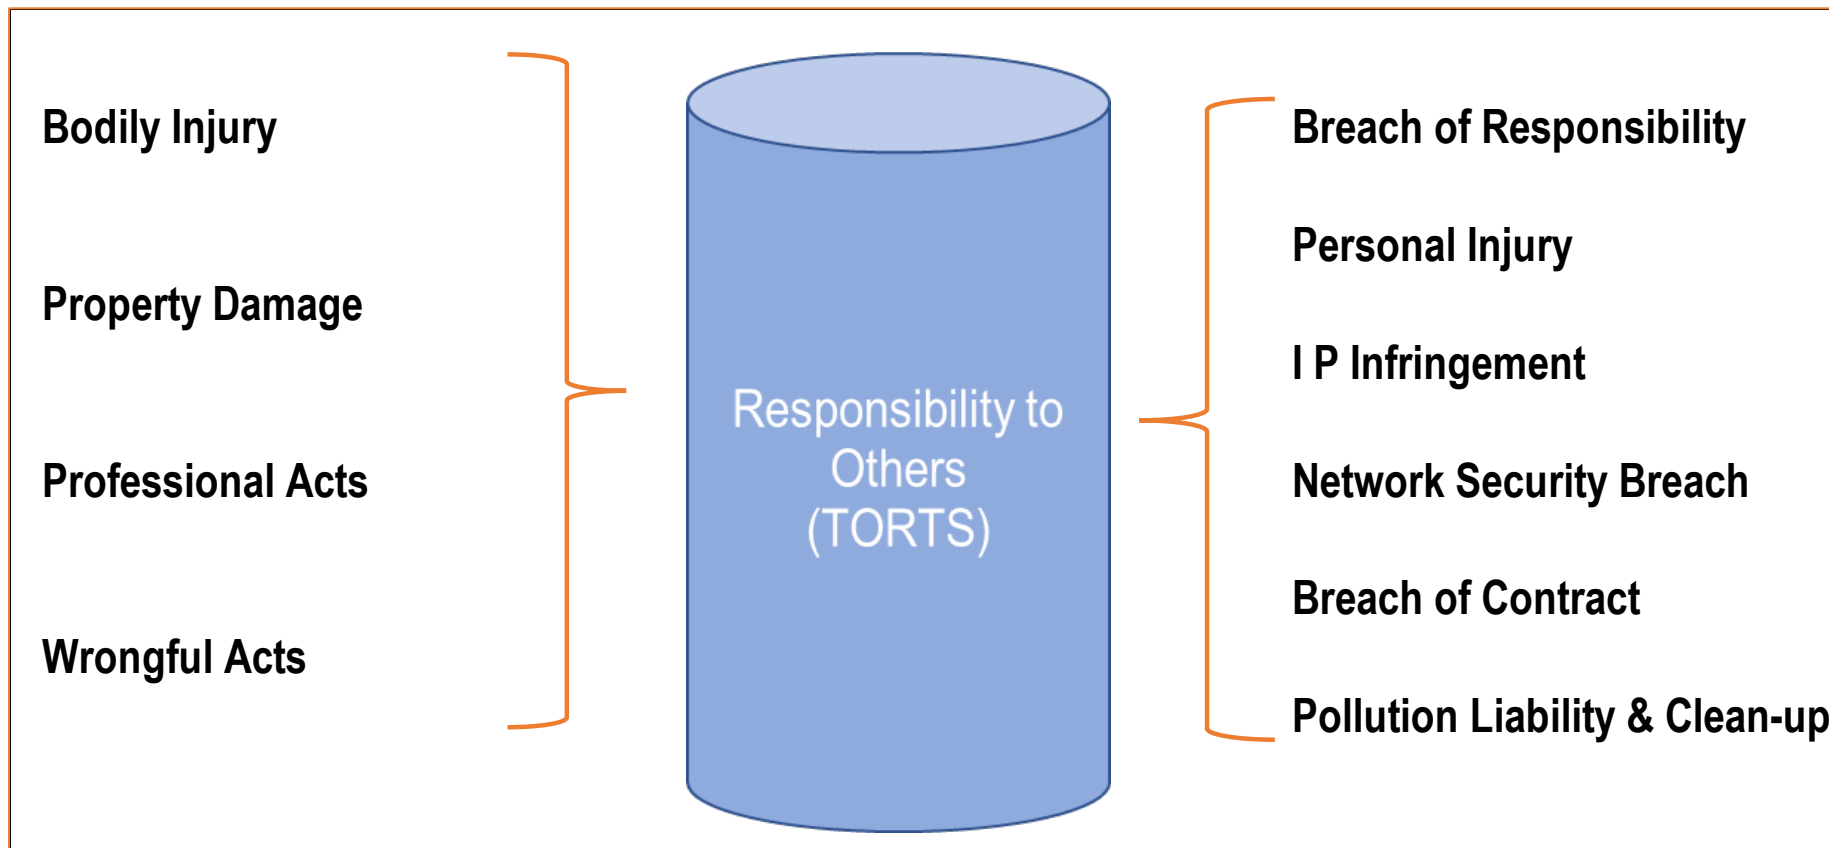 Bodily Injury
Property Damage
Professional Acts
Wrongful Acts
Responsibility to
Others
(TORTS)
Breach of Responsibility
Personal Injury
I P Infringement
Network Security Breach
Breach of Contract
Pollution Liability & Clean-up